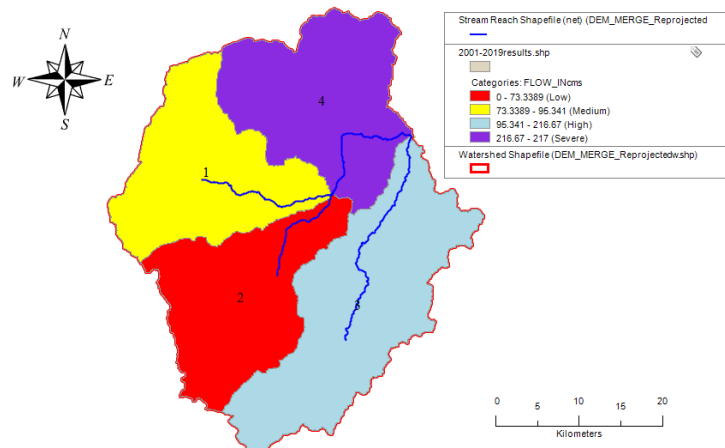 N
W E
S
4
1
2
3
Stream Reach Shapefile (net) (DEM_MERGE_Reprojected
2001-2019results.shp
Categories: FLOW_INcms
0 - 73.3389 (Low)
73.3389 - 95.341 (Medium)
95.341 - 216.67 (High)
216.67 - 217 (Severe)
Watershed Shapefile (DEM_MERGE_Reprojectedw.shp)
0 5 10 15 20
Kilometers